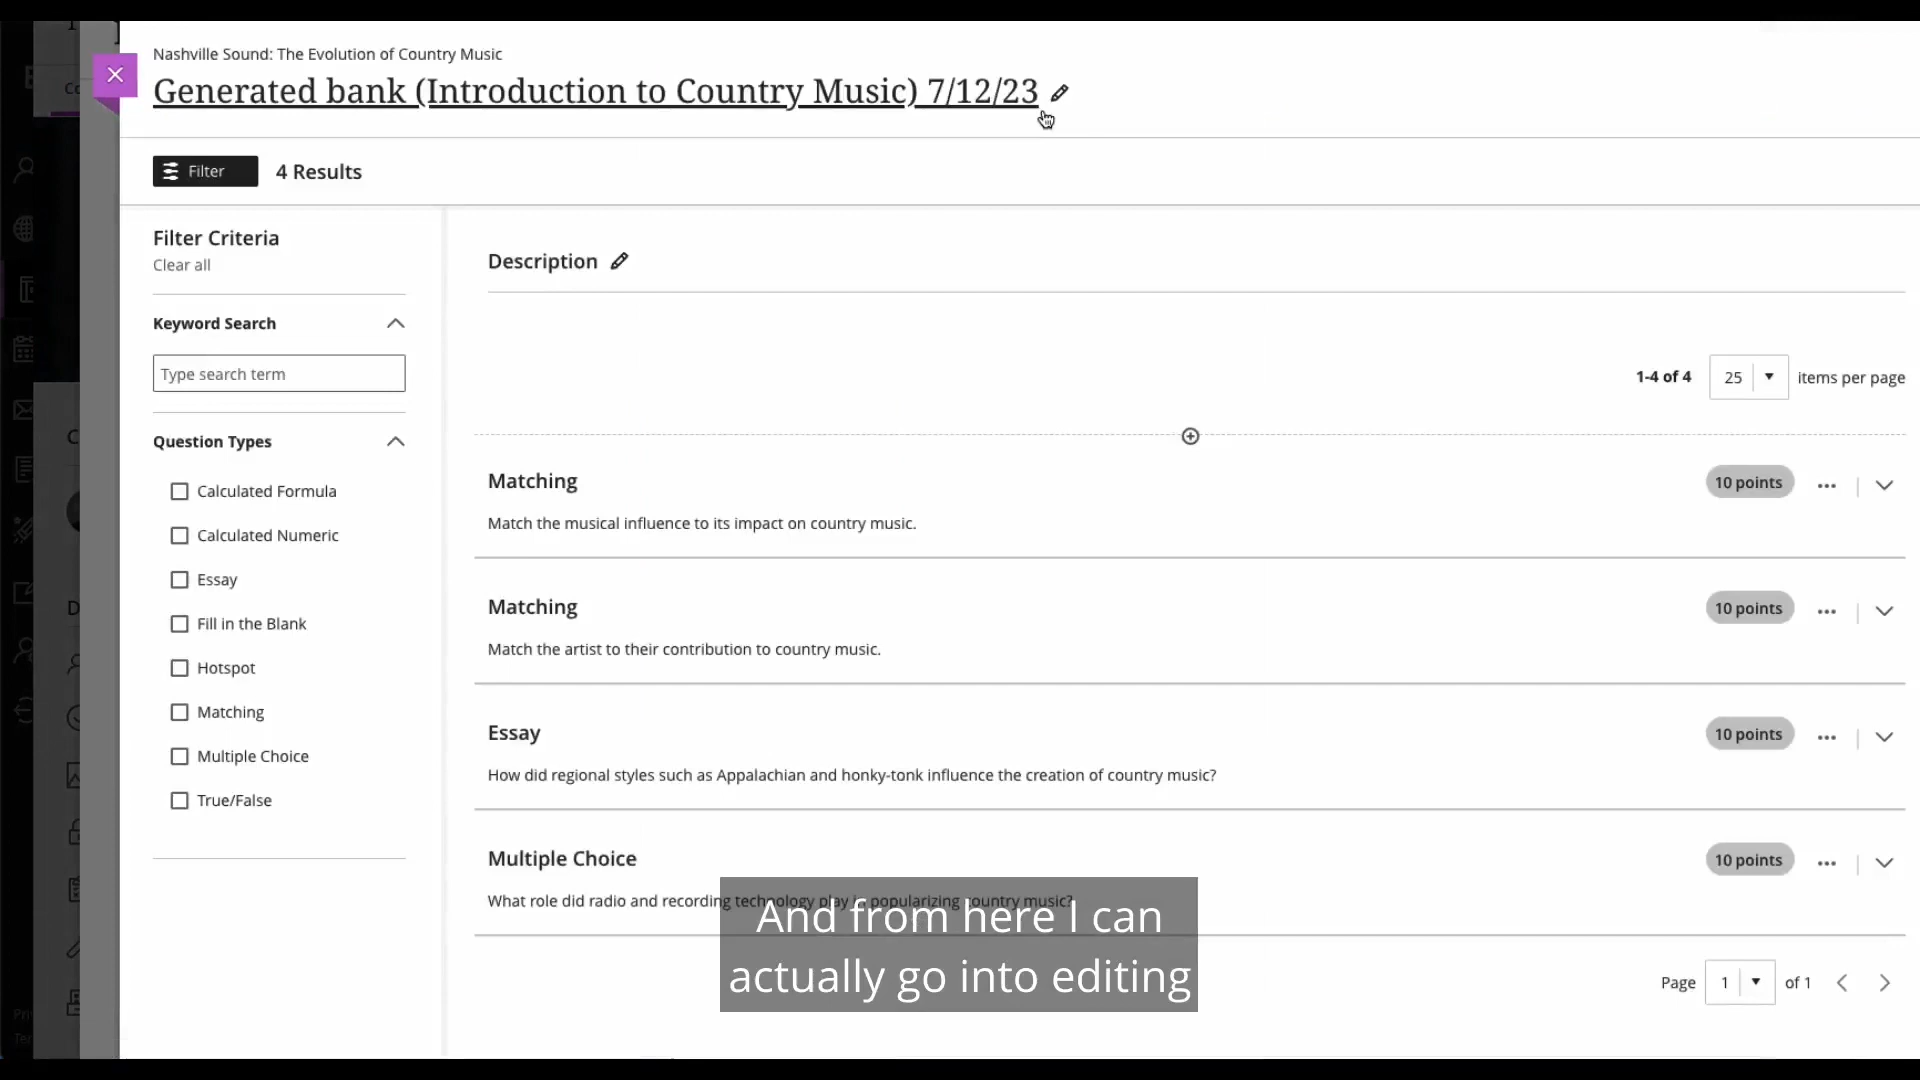 Nashville Sound: The Evolution of Country Music
Generated bank (Introduction to Country Music) 7/12/23
Filter
4 Results
Filter Criteria
Clear all
Keyword Search
Type search term
Question Types
Calculated Formula
Calculated Numeric
Essay
Fill in the Blank
Hotspot
Matching
Multiple Choice
True/False
Description
1-4 of 4 25 items per page
Matching
10 points
Match the musical influence to its impact on country music.
Matching
10 points
Match the artist to their contribution to country music.
Essay
10 points
How did regional styles such as Appalachian and honky-tonk influence the creation of country music?
Multiple Choice
10 points
What role did radio and recording technology play in popularizing country music?
And from here I can
actually go into editing
Page 1 of 1